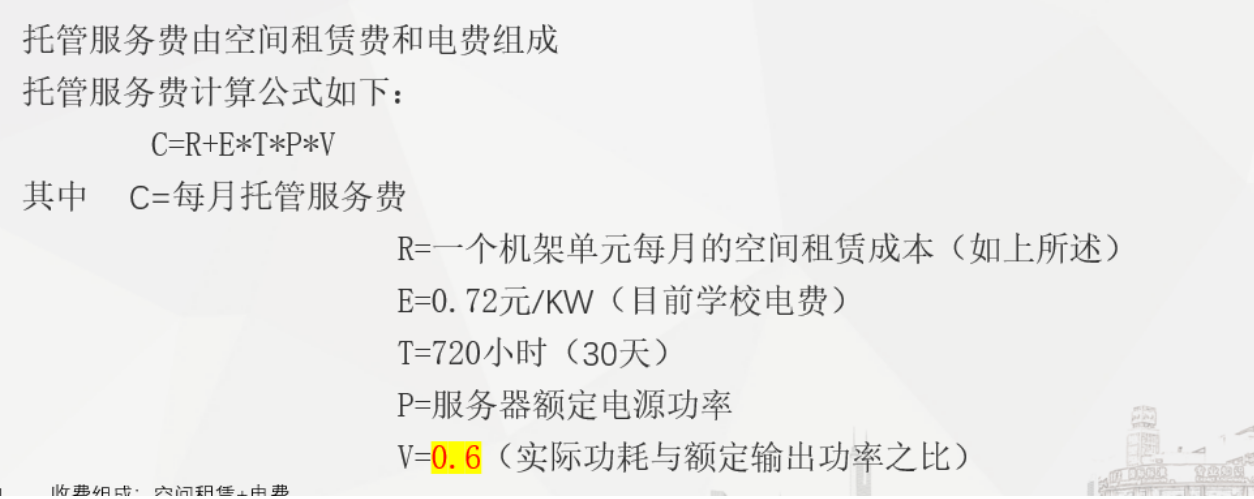 托管服务费由空间租赁费和电费组成
托管服务费计算公式如下：
C=R+E*T*P*V
其中 C=每月托管服务费
R=一个机架单元每月的空间租赁成本（如上所述）
E=0.72元/KW（目前学校电费）
T=720小时（30天）
P=服务器额定电源功率
V=0.6（实际功耗与额定输出功率之比）
收费组成：空间租赁+电费